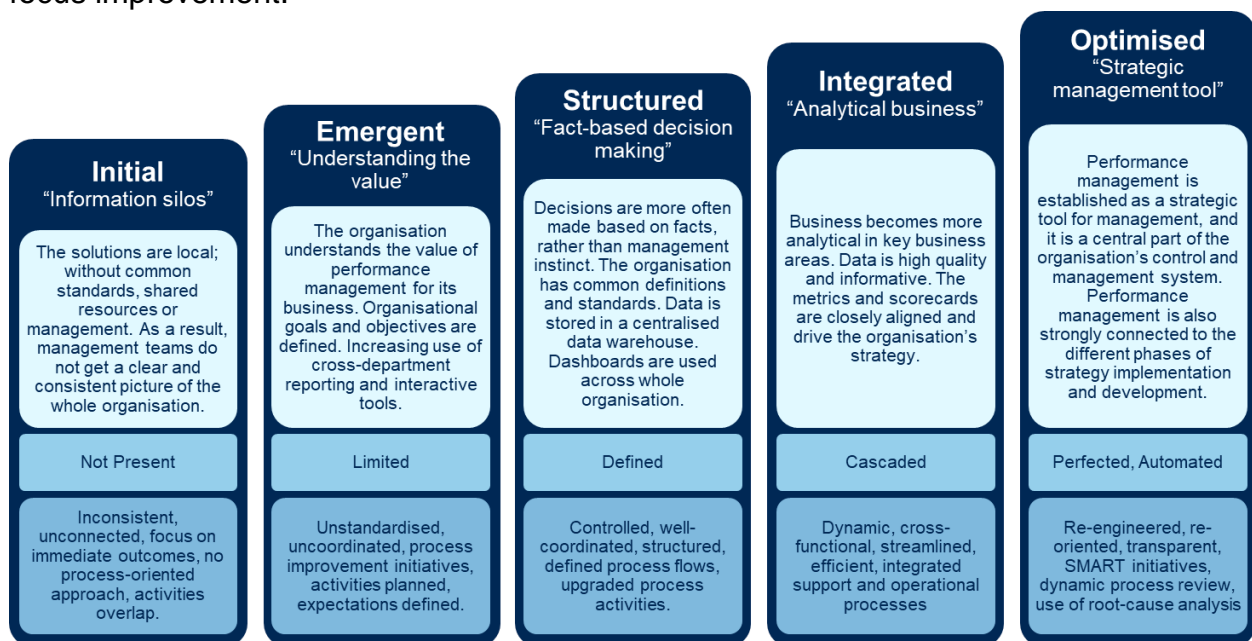 focus improvement.
Initial
“Information silos”
The solutions are local;
without common
standards, shared
resources or
management. As a result,
management teams do
not get a clear and
consistent picture of the
whole organisation.
Not Present
Inconsistent,
unconnected, focus on
immediate outcomes, no
process-oriented
approach, activities
overlap.
Emergent
“Understanding the
value”
The organisation
understands the value of
performance
management for its
business. Organisational
goals and objectives are
defined. Increasing use of
cross-department
reporting and interactive
tools.
Limited
Unstandardised,
uncoordinated, process
improvement initiatives,
activities planned,
expectations defined.
Structured
“Fact-based decision
making”
Decisions are more often
made based on facts,
rather than management
instinct. The organisation
has common definitions
and standards. Data is
stored in a centralised
data warehouse.
Dashboards are used
across whole
organisation.
Defined
Controlled, well-
coordinated, structured,
defined process flows,
upgraded process
activities.
Integrated
“Analytical business”
Business becomes more
analytical in key business
areas. Data is high quality
and informative. The
metrics and scorecards
are closely aligned and
drive the organisation’s
strategy.
Cascaded
Dynamic, cross-
functional, streamlined,
efficient, integrated
support and operational
processes
Optimised
“Strategic
management tool”
Performance
management is
established as a strategic
tool for management, and
it is a central part of the
organisation’s control and
management system.
Performance
management is also
strongly connected to the
different phases of
strategy implementation
and development.
Perfected, Automated
Re-engineered, re-
oriented, transparent,
SMART initiatives,
dynamic process review,
use of root-cause analysis